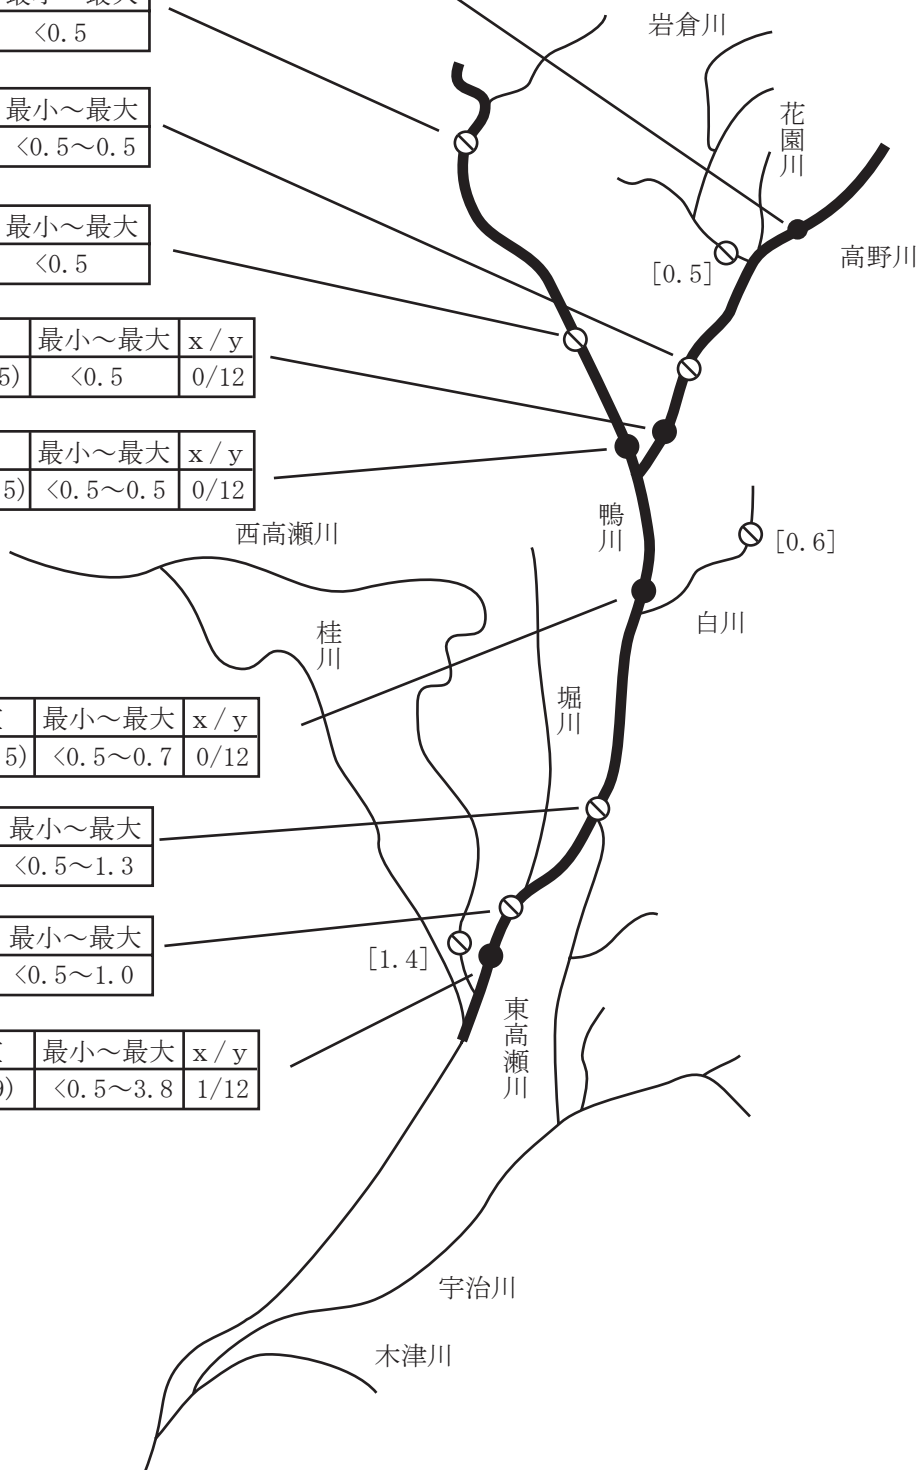 最小～最大
<0.5
岩倉川
最小～最大
<0.5～0.5
花園川
最小～最大
<0.5
[0.5]
高野川
最小～最大 x/y
5) <0.5 0/12
最小～最大 x/y
5) <0.5～0.5 0/12
鴨川
西高瀬川
[0.6]
桂川
白川
堀川
最小～最大 x/y
5) <0.5～0.7 0/12
最小～最大
<0.5～1.3
最小～最大
<0.5～1.0
[1.4]
東高瀬川
最小～最大 x/y
9) <0.5～3.8 1/12
宇治川
木津川